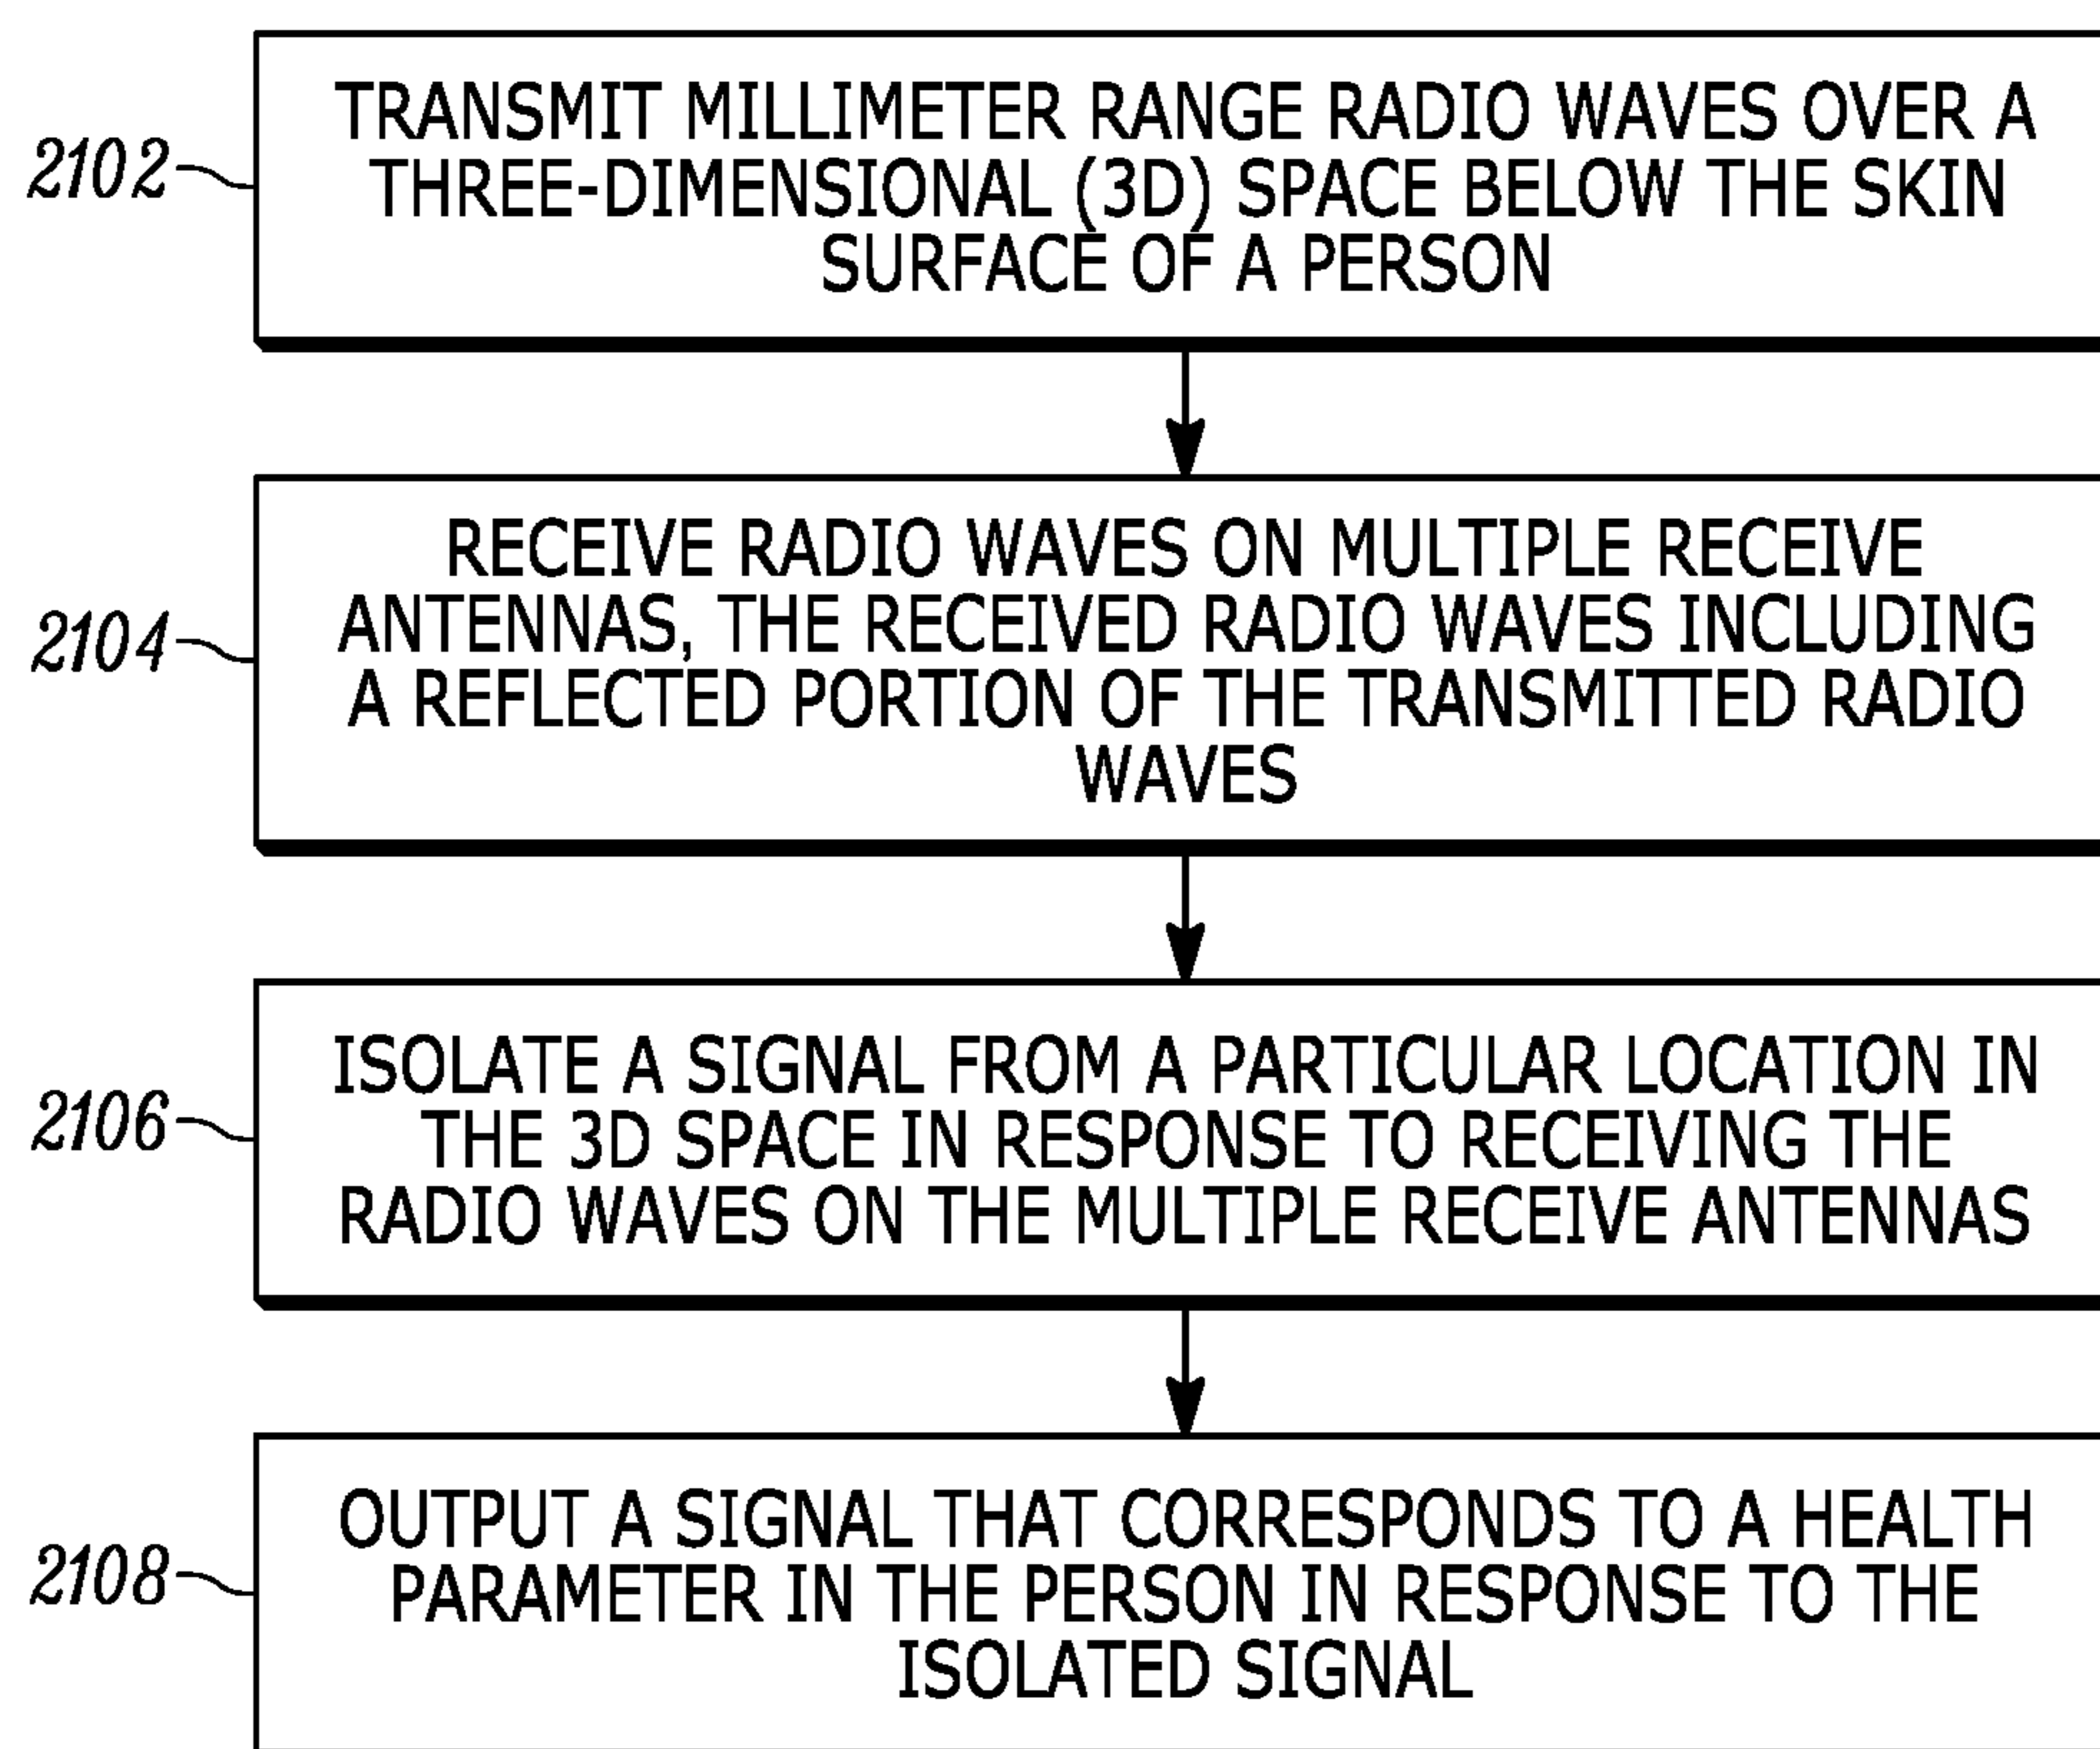 2102
TRANSMIT MILLIMETER RANGE RADIO WAVES OVER A
THREE-DIMENSIONAL (3D) SPACE BELOW THE SKIN
SURFACE OF A PERSON
2104
RECEIVE RADIO WAVES ON MULTIPLE RECEIVE
ANTENNAS, THE RECEIVED RADIO WAVES INCLUDING
A REFLECTED PORTION OF THE TRANSMITTED RADIO
WAVES
2106
ISOLATE A SIGNAL FROM A PARTICULAR LOCATION IN
THE 3D SPACE IN RESPONSE TO RECEIVING THE
RADIO WAVES ON THE MULTIPLE RECEIVE ANTENNAS
2108
OUTPUT A SIGNAL THAT CORRESPONDS TO A HEALTH
PARAMETER IN THE PERSON IN RESPONSE TO THE
ISOLATED SIGNAL